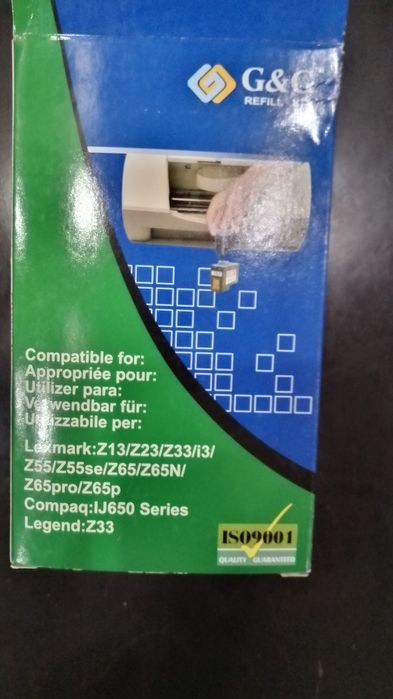 G&G
REFILL
Compatible for:
Appropriée pour:
Utilizer para:
Verwendbar für:
Utilizzabile per:
Lexmark:Z13/Z23/Z33/i3/
Z55/Z55se/Z65/Z65N/
Z65pro/Z65p
Compaq:IJ650 Series
Legend:Z33
ISO9001
QUALITY GUARANTEED